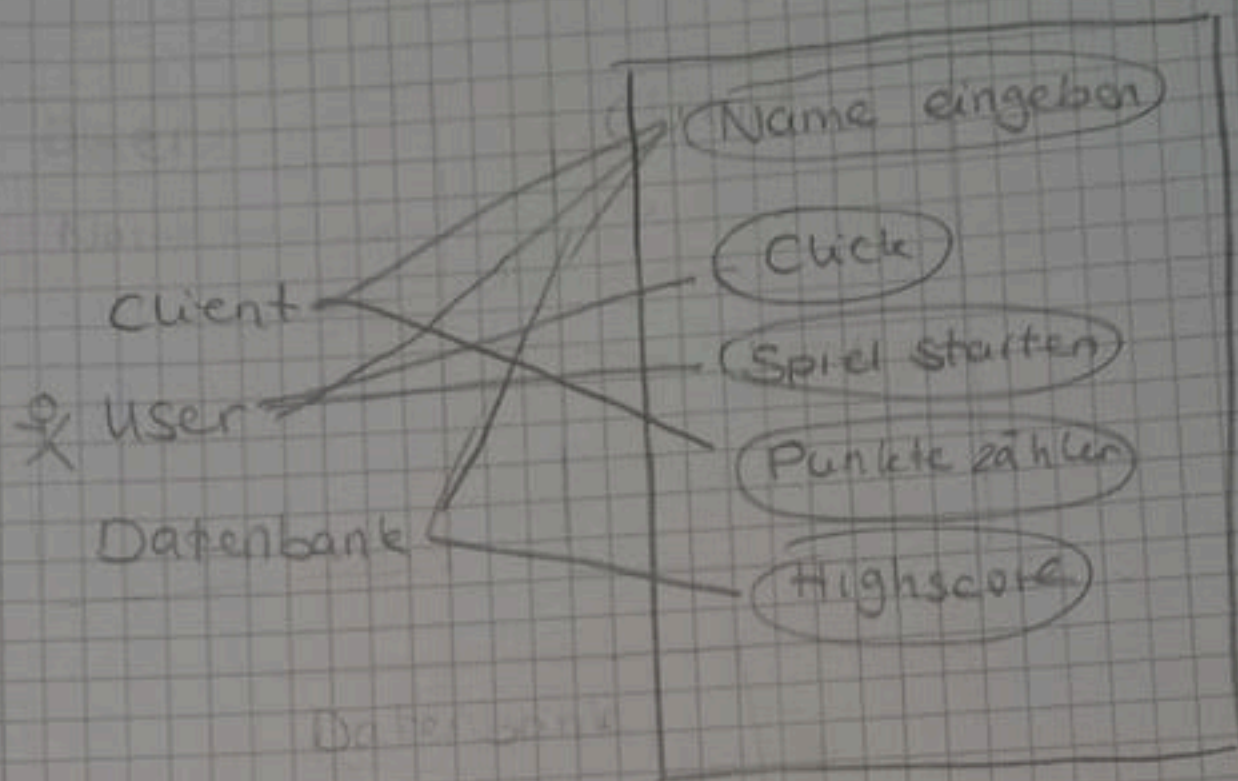 Name eingeben
Click
Client
Spiel starten
User
Punkte zählen
Datenbank
Highscore